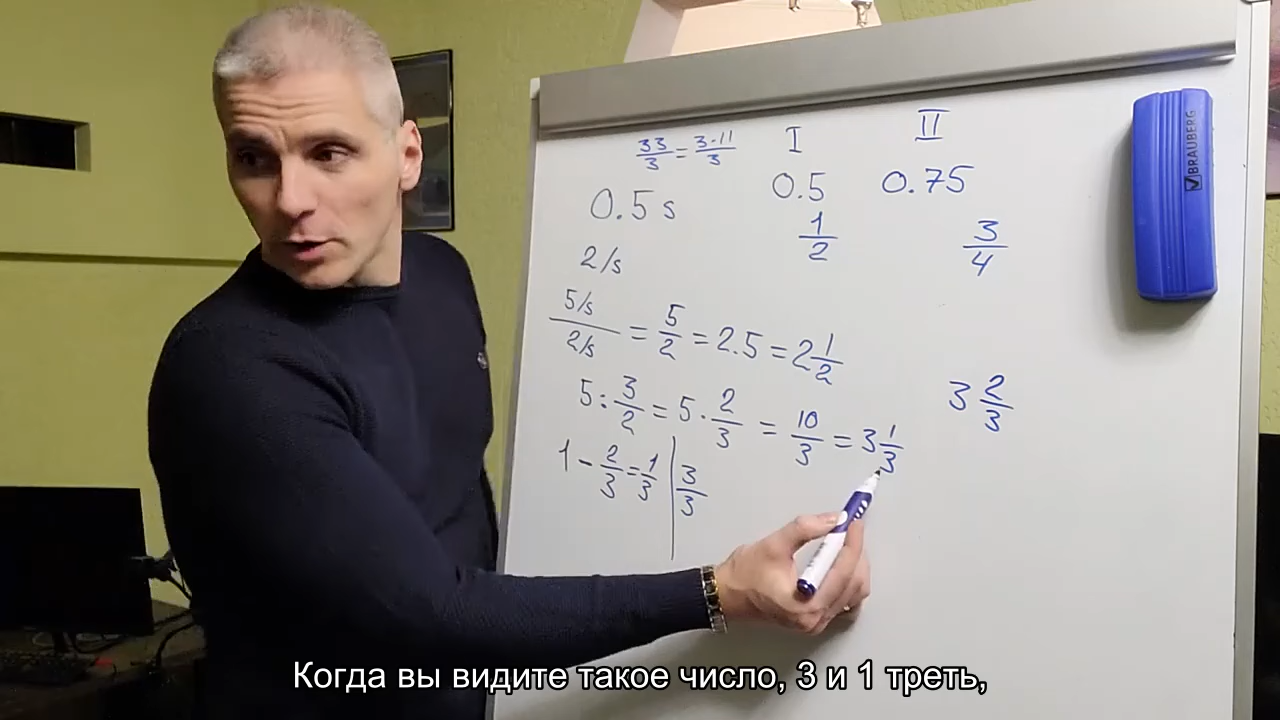 33/3 = 3·11/3
I
II
0.5 s
0.5
0.75
1/2
3/4
2/s
5/s / 2/s = 5/2 = 2.5 = 2 1/2
5 : 3/2 = 5 · 2/3 = 10/3 = 3 1/3
3 2/3
1 - 2/3 = 1/3 | 3/3
BRAUBERG
Когда вы видите такое число, 3 и 1 треть,